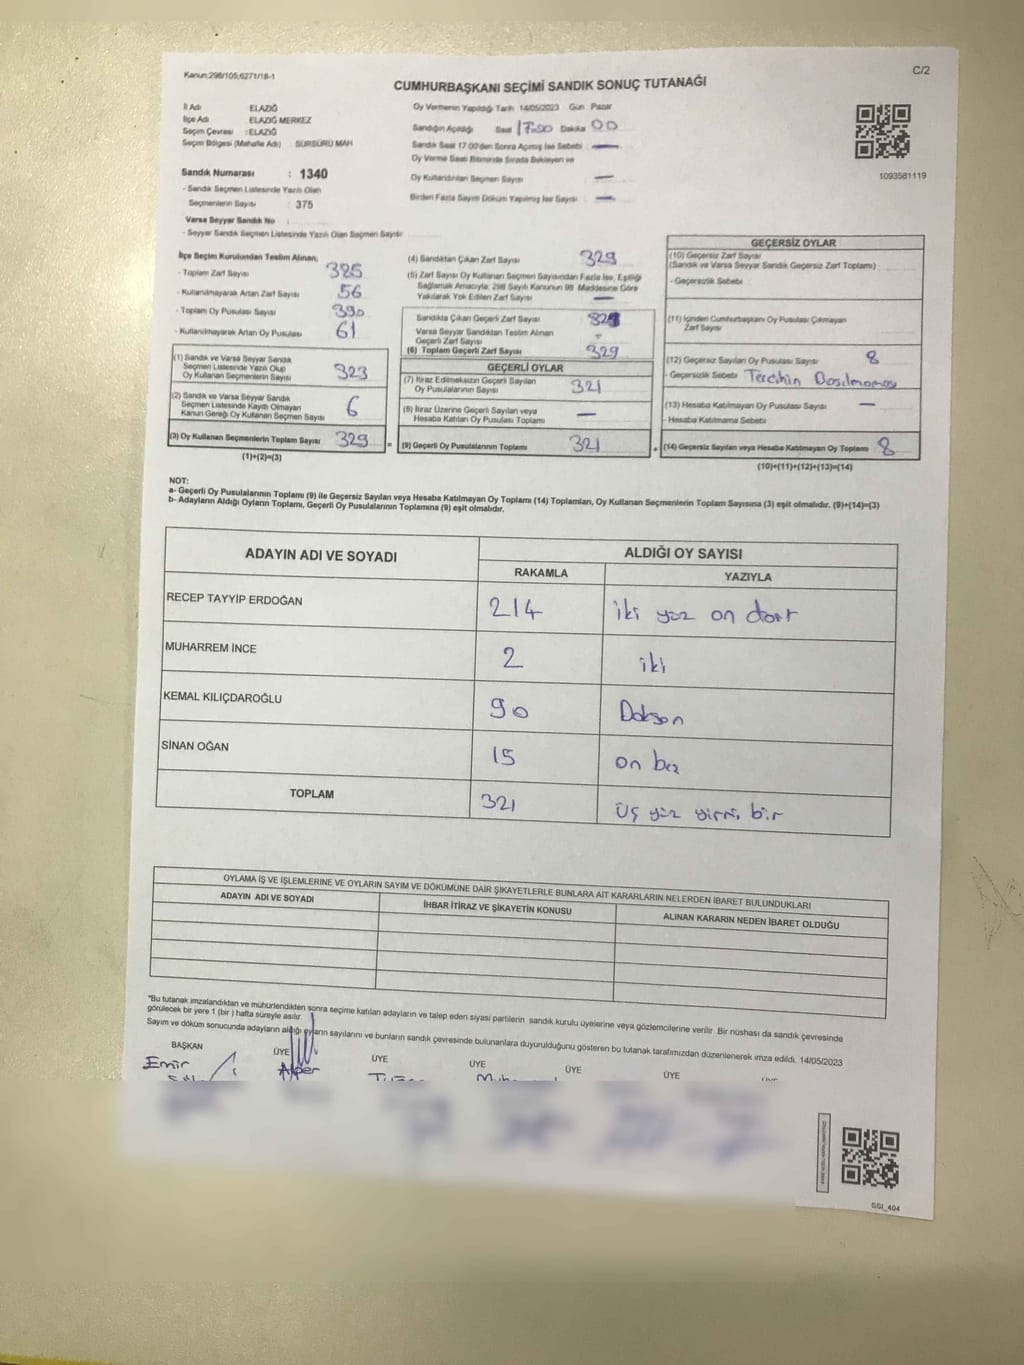 Kanun:298/105;6271/18-1
C/2
CUMHURBAŞKANI SEÇİMİ SANDIK SONUÇ TUTANAĞI
İl Adı ELAZIĞ
İlçe Adı ELAZIĞ MERKEZ
Seçim Çevresi : ELAZIĞ
Seçim Bölgesi (Mahalle Adı) : SÜRSÜRÜ MAH
Sandık Numarası : 1340
- Sandık Seçmen Listesinde Yazılı Olan
Seçmenlerin Sayısı : 375
Varsa Seyyar Sandık No :
- Seyyar Sandık Seçmen Listesinde Yazılı Olan Seçmen Sayısı:
Oy Vermenin Yapıldığı Tarih 14/05/2023 Gün Pazar
Sandığın Açıldığı Saat 17:00 Dakika 00
Sandık Saat 17:00'den Sonra Açılmış İse Sebebi : —
Oy Verme Saati Bitiminde Sırada Bekleyen ve
Oy Kullandırılan Seçmen Sayısı —
Birden Fazla Sayım Döküm Yapılmış İse Sayısı —
1093561119
İlçe Seçim Kurulundan Teslim Alınan;
- Toplam Zarf Sayısı 385
- Kullanılmayarak Artan Zarf Sayısı 56
- Toplam Oy Pusulası Sayısı 390
- Kullanılmayarak Artan Oy Pusulası 61
(1) Sandık ve Varsa Seyyar Sandık
Seçmen Listesinde Yazılı Olup
Oy Kullanan Seçmenlerin Sayısı 323
(2) Sandık ve Varsa Seyyar Sandık
Seçmen Listesinde Kayıtlı Olmayan
Kanun Gereği Oy Kullanan Seçmen Sayısı 6
(3) Oy Kullanan Seçmenlerin Toplam Sayısı 329
(1)+(2)=(3)
(4) Sandıktan Çıkan Zarf Sayısı 329
(5) Zarf Sayısı Oy Kullanan Seçmen Sayısından Fazla İse, Eşitliği
Sağlamak Amacıyla, 298 Sayılı Kanunun 98. Maddesine Göre
Yakılarak Yok Edilen Zarf Sayısı —
Sandıkta Çıkan Geçerli Zarf Sayısı 329
Varsa Seyyar Sandıktan Teslim Alınan +
Geçerli Zarf Sayısı
(6) Toplam Geçerli Zarf Sayısı 329
GEÇERLİ OYLAR
(7) İtiraz Edilmeksizin Geçerli Sayılan
Oy Pusulalarının Sayısı 321
(8) İtiraz Üzerine Geçerli Sayılan veya
Hesaba Katılan Oy Pusulası Toplamı —
= (9) Geçerli Oy Pusulalarının Toplamı 321
GEÇERSİZ OYLAR
(10) Geçersiz Zarf Sayısı
(Sandık ve Varsa Seyyar Sandık Geçersiz Zarf Toplamı) :
- Geçersizlik Sebebi :
(11) İçinden Cumhurbaşkanı Oy Pusulası Çıkmayan
Zarf Sayısı :
(12) Geçersiz Sayılan Oy Pusulası Sayısı : 8
- Geçersizlik Sebebi : Tercihin Basılmaması
(13) Hesaba Katılmayan Oy Pusulası Sayısı : —
- Hesaba Katılmama Sebebi :
+ (14) Geçersiz Sayılan veya Hesaba Katılmayan Oy Toplamı : 8
(10)+(11)+(12)+(13)=(14)
NOT:
a- Geçerli Oy Pusulalarının Toplamı (9) ile Geçersiz Sayılan veya Hesaba Katılmayan Oy Toplamı (14) Toplamları, Oy Kullanan Seçmenlerin Toplam Sayısına (3) eşit olmalıdır. (9)+(14)=(3)
b- Adayların Aldığı Oyların Toplamı, Geçerli Oy Pusulalarının Toplamına (9) eşit olmalıdır.
ADAYIN ADI VE SOYADI
ALDIĞI OY SAYISI
RAKAMLA YAZIYLA
RECEP TAYYİP ERDOĞAN 214 iki yüz on dört
MUHARREM İNCE 2 iki
KEMAL KILIÇDAROĞLU 90 Doksan
SİNAN OĞAN 15 on beş
TOPLAM 321 üç yüz yirmi bir
OYLAMA İŞ VE İŞLEMLERİNE VE OYLARIN SAYIM VE DÖKÜMÜNE DAİR ŞİKAYETLERLE BUNLARA AİT KARARLARIN NELERDEN İBARET BULUNDUKLARI
ADAYIN ADI VE SOYADI İHBAR İTİRAZ VE ŞİKAYETİN KONUSU ALINAN KARARIN NEDEN İBARET OLDUĞU
"Bu tutanak imzalandıktan ve mühürlendikten sonra seçime katılan adayların ve talep eden siyasi partilerin sandık kurulu üyelerine veya gözlemcilerine verilir. Bir nüshası da sandık çevresinde
görülecek bir yere 1 (bir ) hafta süreyle asılır.
Sayım ve döküm sonucunda adayların aldığı oyların sayılarını ve bunların sandık çevresinde bulunanlara duyurulduğunu gösteren bu tutanak tarafımızdan düzenlenerek imza edildi. 14/05/2023
BAŞKAN ÜYE ÜYE ÜYE ÜYE ÜYE ÜYE
Emir Alper
SSI_404